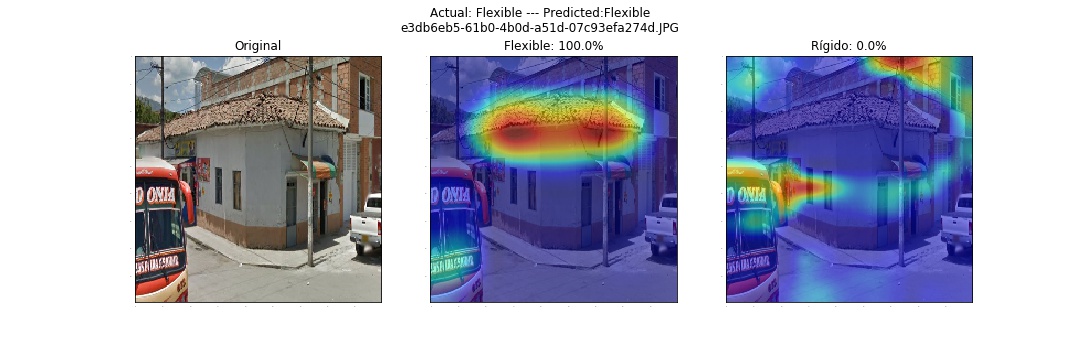 Actual: Flexible --- Predicted:Flexible
e3db6eb5-61b0-4b0d-a51d-07c93efa274d.JPG
Original
Flexible: 100.0%
Rígido: 0.0%
ONIA
ONIA
ONIA